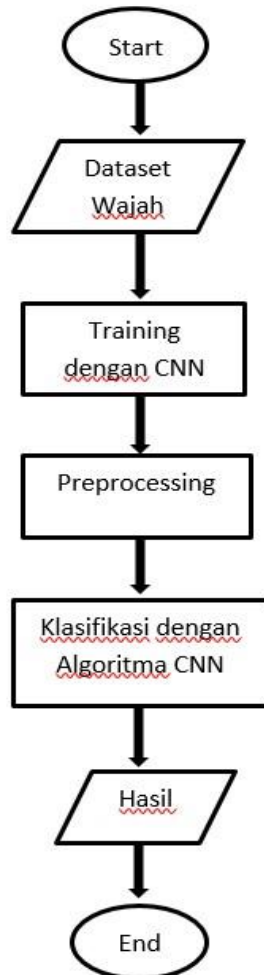 Start
Dataset
Wajah
Training
dengan CNN
Preprocessing
Klasifikasi dengan
Algoritma CNN
Hasil
End